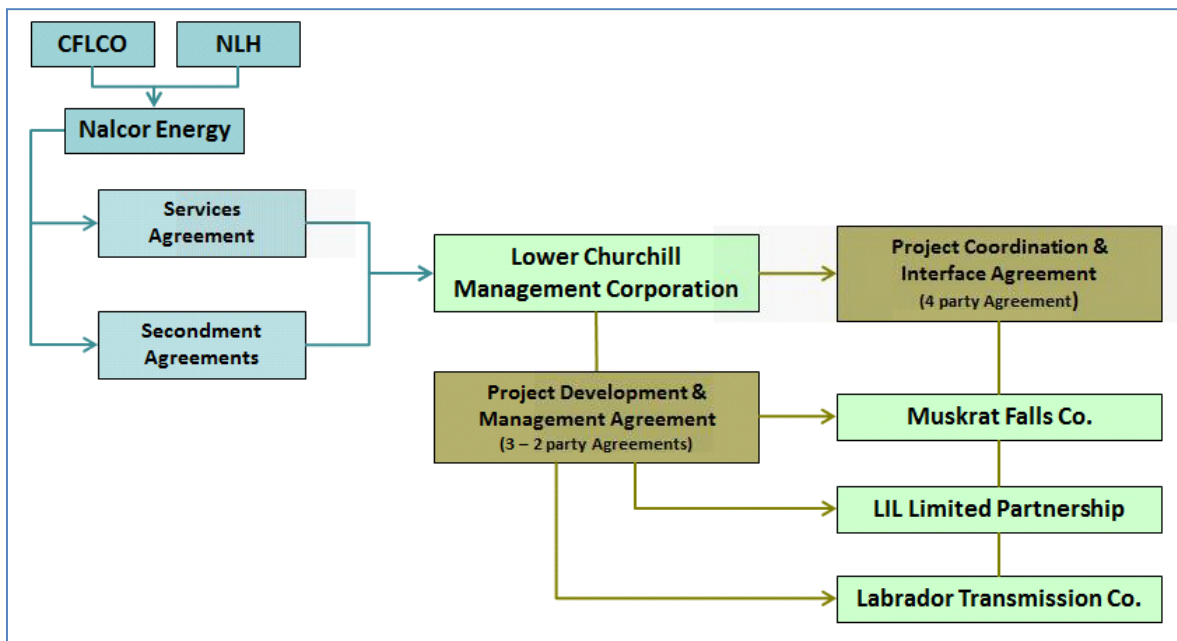 CFLCO
NLH
Nalcor Energy
Services
Agreement
Secondment
Agreements
Lower Churchill
Management Corporation
Project Development &
Management Agreement
(3 – 2 party Agreements)
Project Coordination &
Interface Agreement
(4 party Agreement)
Muskrat Falls Co.
LIL Limited Partnership
Labrador Transmission Co.